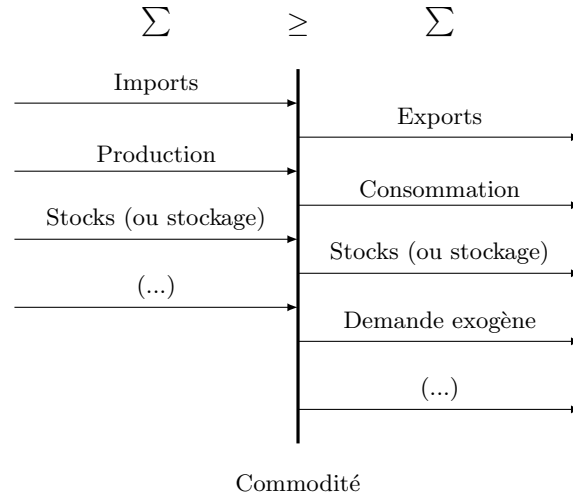 ∑ ≥ ∑
Imports
Exports
Production
Consommation
Stocks (ou stockage)
Stocks (ou stockage)
(...)
Demande exogène
(...)
Commodité